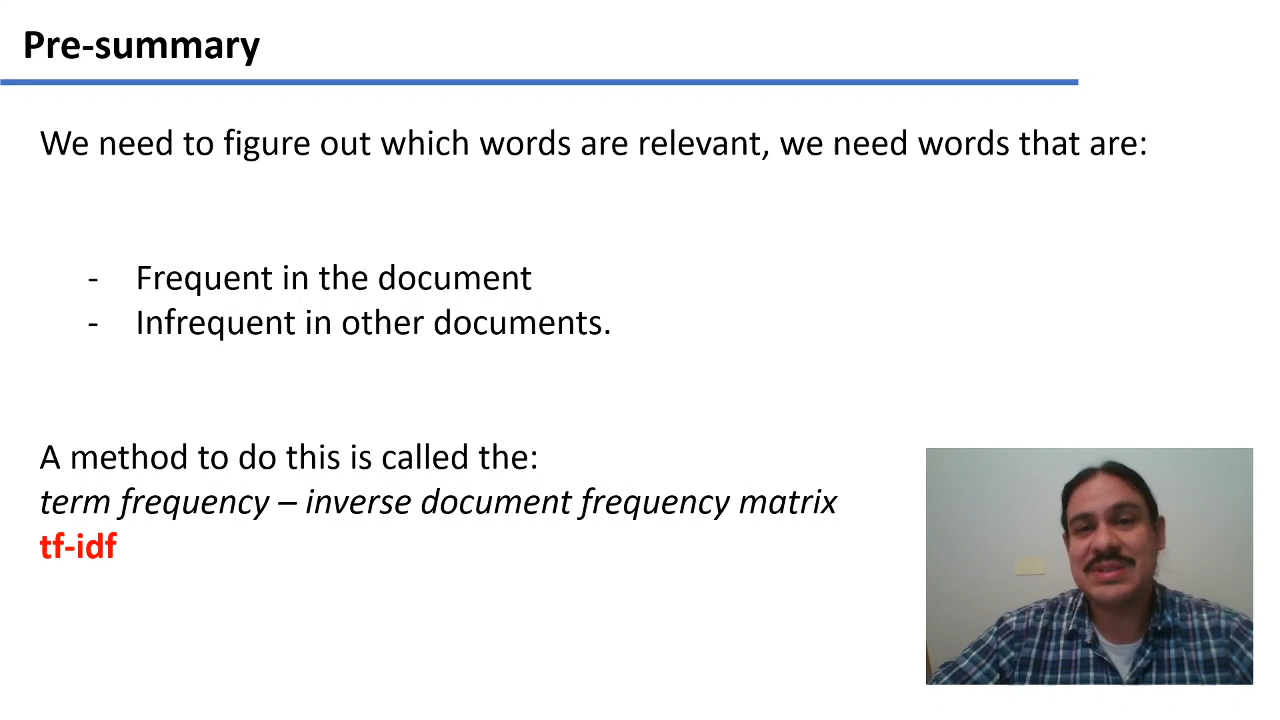 Pre-summary
We need to figure out which words are relevant, we need words that are:
- Frequent in the document
- Infrequent in other documents.
A method to do this is called the:
term frequency – inverse document frequency matrix
tf-idf